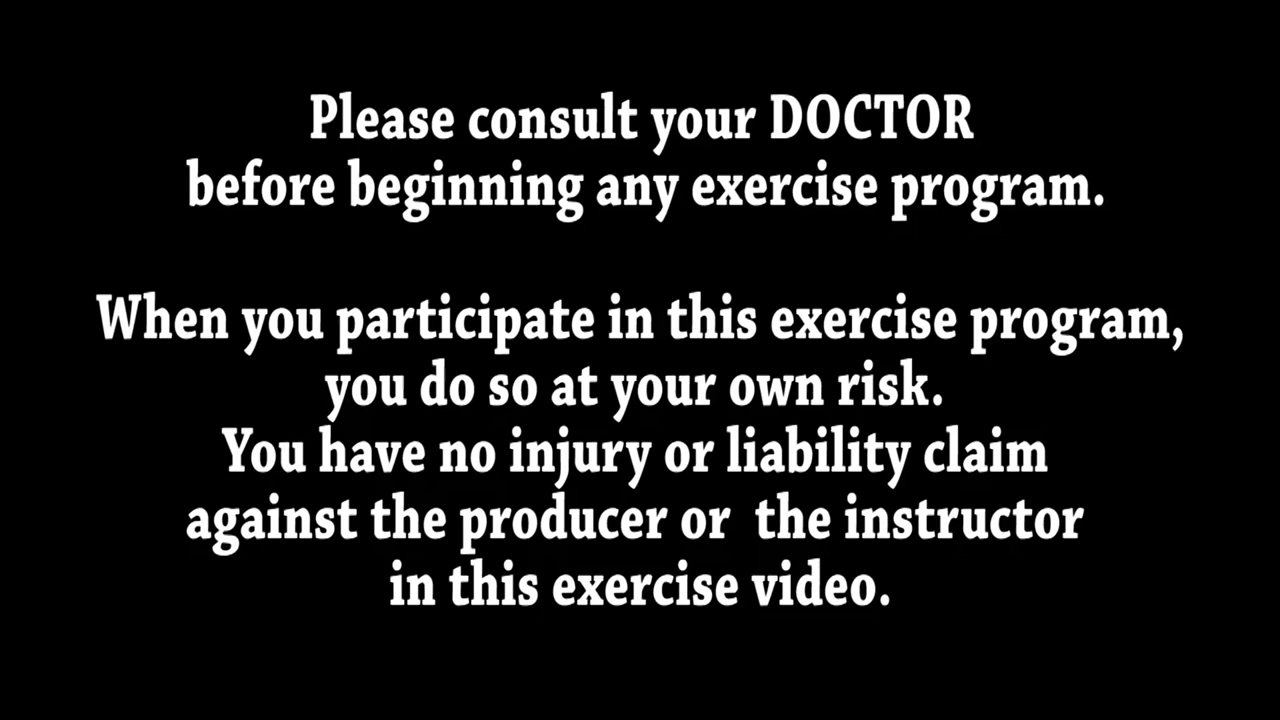 Please consult your DOCTOR
before beginning any exercise program.
When you participate in this exercise program,
you do so at your own risk.
You have no injury or liability claim
against the producer or  the instructor
in this exercise video.